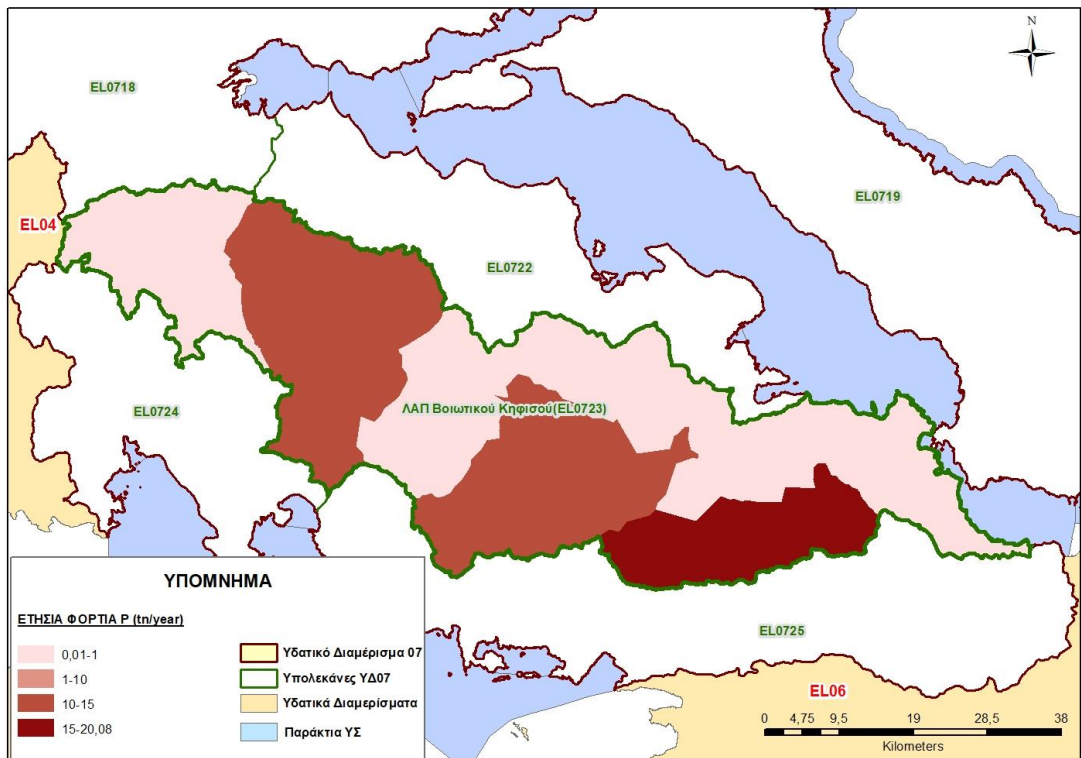 N
EL0718
EL0719
EL04
EL0722
EL0724
ΛΑΠ Βοιωτικού Κηφισού(EL0723)
EL0725
EL06
ΥΠΟΜΝΗΜΑ
ΕΤΗΣΙΑ ΦΟΡΤΙΑ P (tn/year)
0,01-1
1-10
10-15
15-20,08
Υδατικό Διαμέρισμα 07
Υπολεκάνες ΥΔ07
Υδατικά Διαμερίσματα
Παράκτια ΥΣ
0 4,75 9,5 19 28,5 38
Kilometers